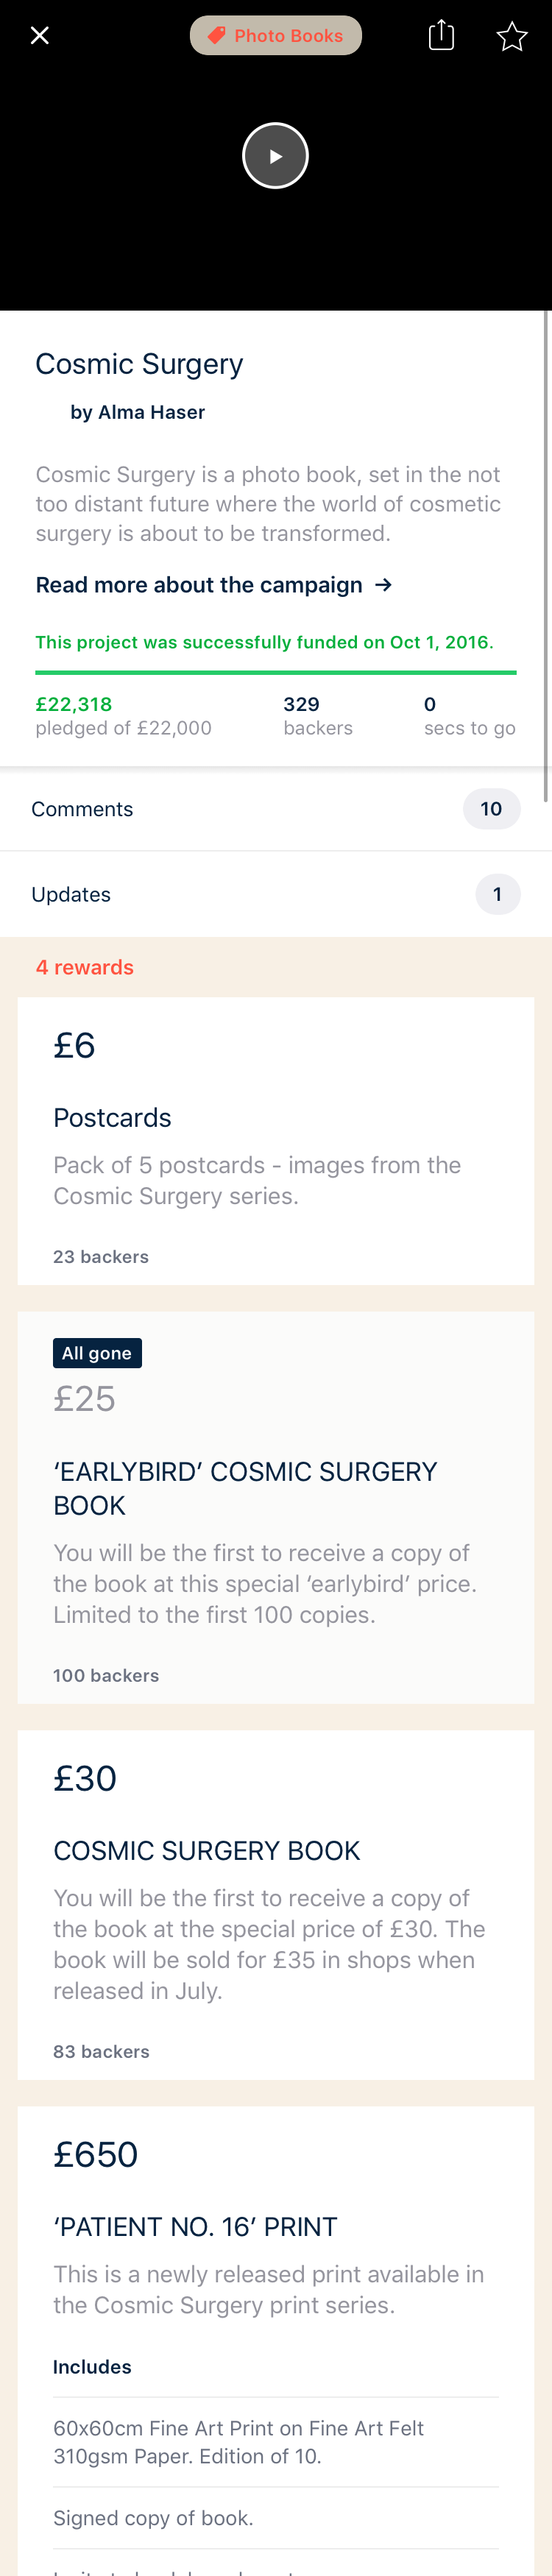 Photo Books
Cosmic Surgery
by Alma Haser
Cosmic Surgery is a photo book, set in the not
too distant future where the world of cosmetic
surgery is about to be transformed.
Read more about the campaign →
This project was successfully funded on Oct 1, 2016.
£22,318 329 0
pledged of £22,000 backers secs to go
Comments 10
Updates 1
4 rewards
£6
Postcards
Pack of 5 postcards - images from the
Cosmic Surgery series.
23 backers
All gone
£25
‘EARLYBIRD’ COSMIC SURGERY
BOOK
You will be the first to receive a copy of
the book at this special ‘earlybird’ price.
Limited to the first 100 copies.
100 backers
£30
COSMIC SURGERY BOOK
You will be the first to receive a copy of
the book at the special price of £30. The
book will be sold for £35 in shops when
released in July.
83 backers
£650
‘PATIENT NO. 16’ PRINT
This is a newly released print available in
the Cosmic Surgery print series.
Includes
60x60cm Fine Art Print on Fine Art Felt
310gsm Paper. Edition of 10.
Signed copy of book.